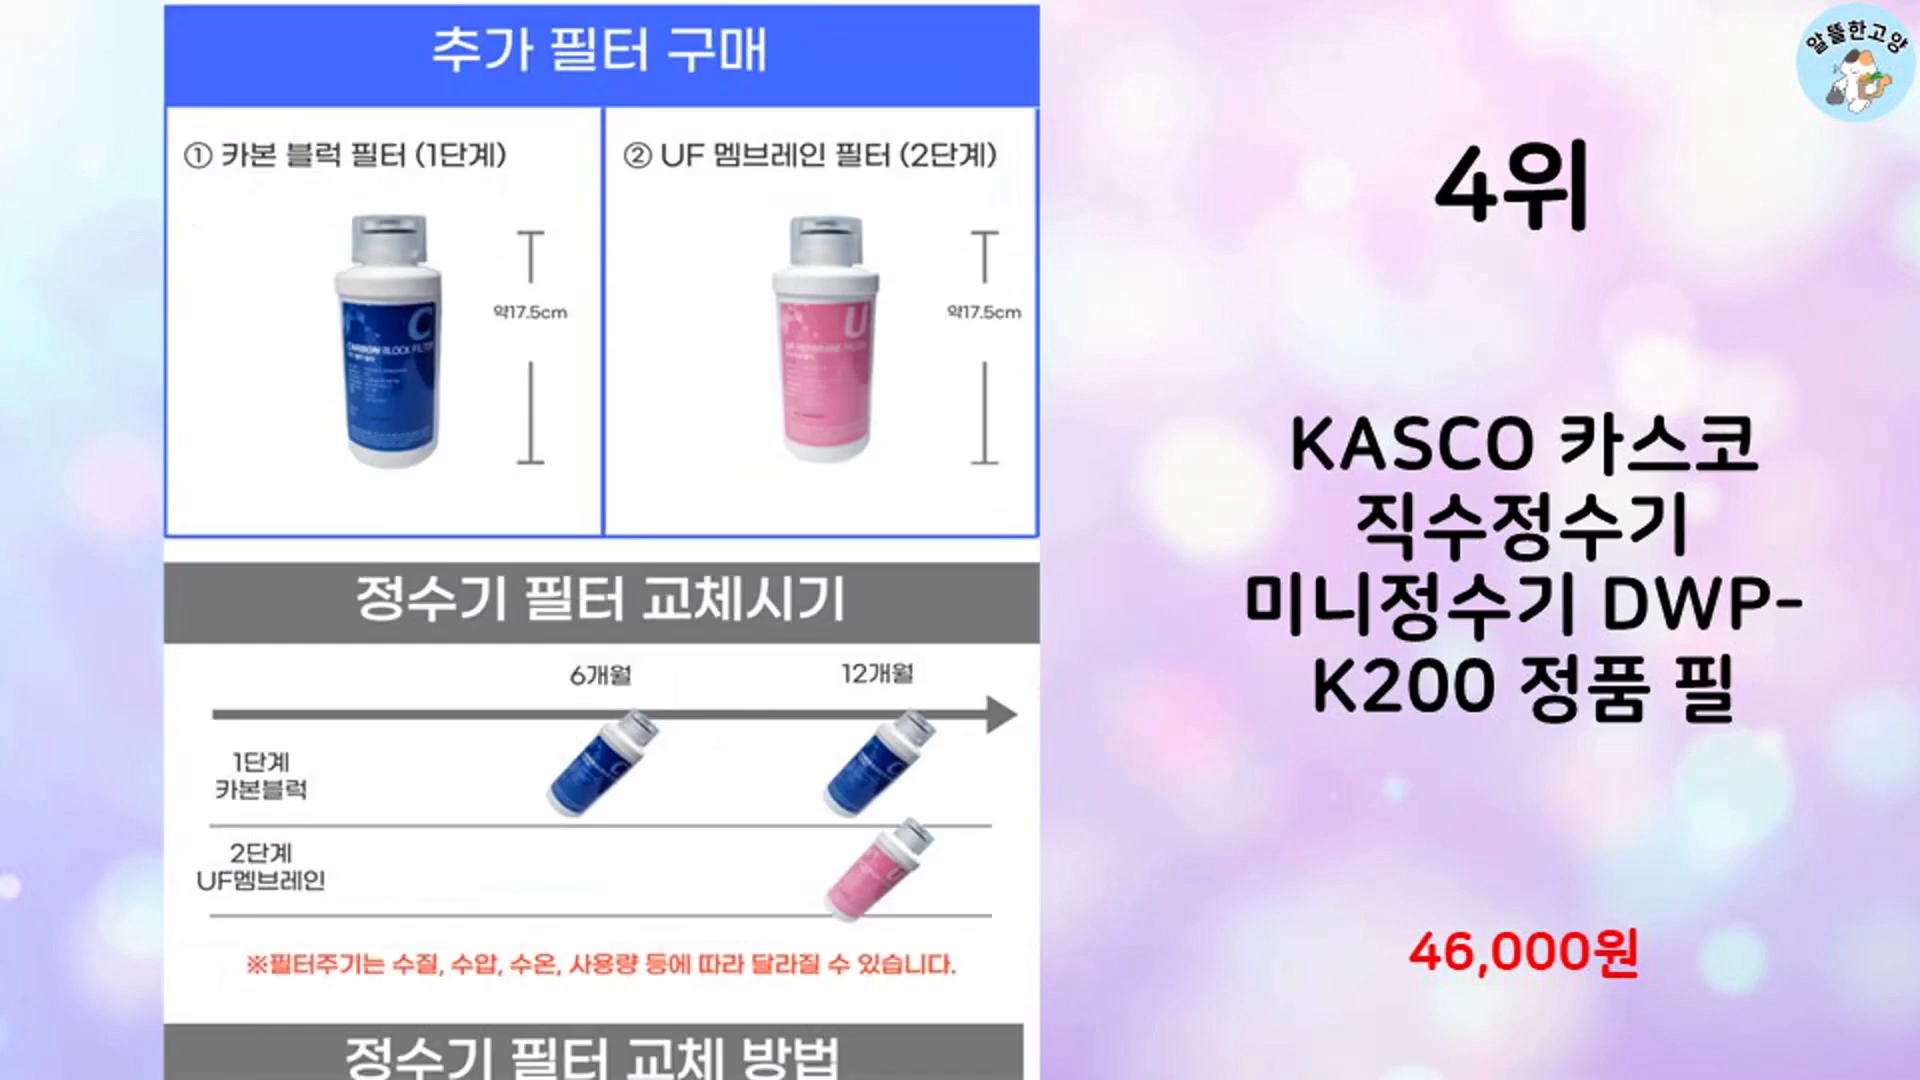 추가 필터 구매
① 카본 블럭 필터 (1단계)
② UF 멤브레인 필터 (2단계)
C
CARBON BLOCK FILTER
약17.5cm
U
UF MEMBRANE FILTER
약17.5cm
정수기 필터 교체시기
6개월
12개월
1단계
카본블럭
2단계
UF멤브레인
※필터주기는 수질, 수압, 수온, 사용량 등에 따라 달라질 수 있습니다.
정수기 필터 교체 방법
알뜰한고양
4위
KASCO 카스코
직수정수기
미니정수기 DWP-
K200 정품 필
46,000원